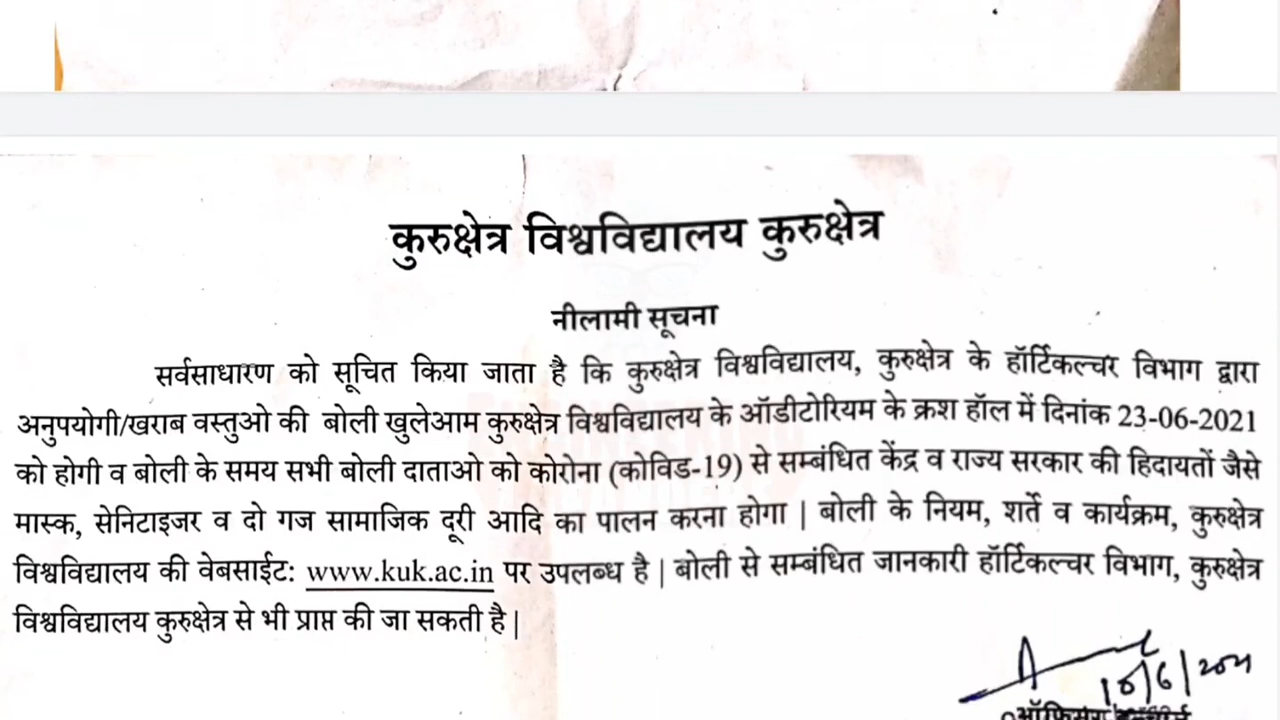 कुरुक्षेत्र विश्वविद्यालय कुरुक्षेत्र
नीलामी सूचना
सर्वसाधारण को सूचित किया जाता है कि कुरुक्षेत्र विश्वविद्यालय, कुरुक्षेत्र के हॉर्टिकल्चर विभाग द्वारा
अनुपयोगी/खराब वस्तुओ की बोली खुलेआम कुरुक्षेत्र विश्वविद्यालय के ऑडीटोरियम के क्रश हॉल में दिनांक 23-06-2021
को होगी व बोली के समय सभी बोली दाताओ को कोरोना (कोविड-19) से सम्बंधित केंद्र व राज्य सरकार की हिदायतों जैसे
मास्क, सेनिटाइजर व दो गज सामाजिक दूरी आदि का पालन करना होगा | बोली के नियम, शर्ते व कार्यक्रम, कुरुक्षेत्र
विश्वविद्यालय की वेबसाईट: www.kuk.ac.in पर उपलब्ध है | बोली से सम्बंधित जानकारी हॉर्टिकल्चर विभाग, कुरुक्षेत्र
विश्वविद्यालय कुरुक्षेत्र से भी प्राप्त की जा सकती है |
10/6/2021